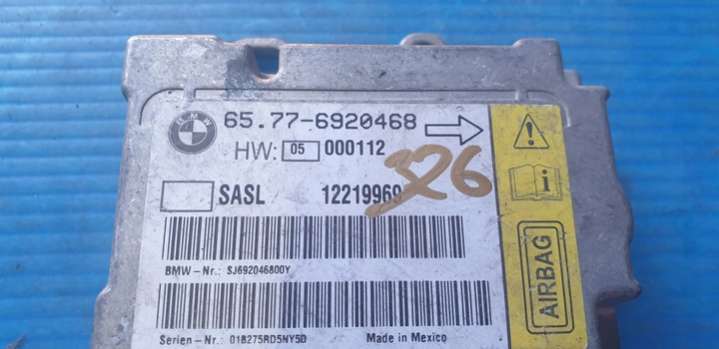 BMW 65.77-6920468
HW: 05 000112
SASL 12219969
326
BMW-Nr.: SJ692046800Y
Serien-Nr: 018275RD5NY5D Made in Mexico
AIRBAG